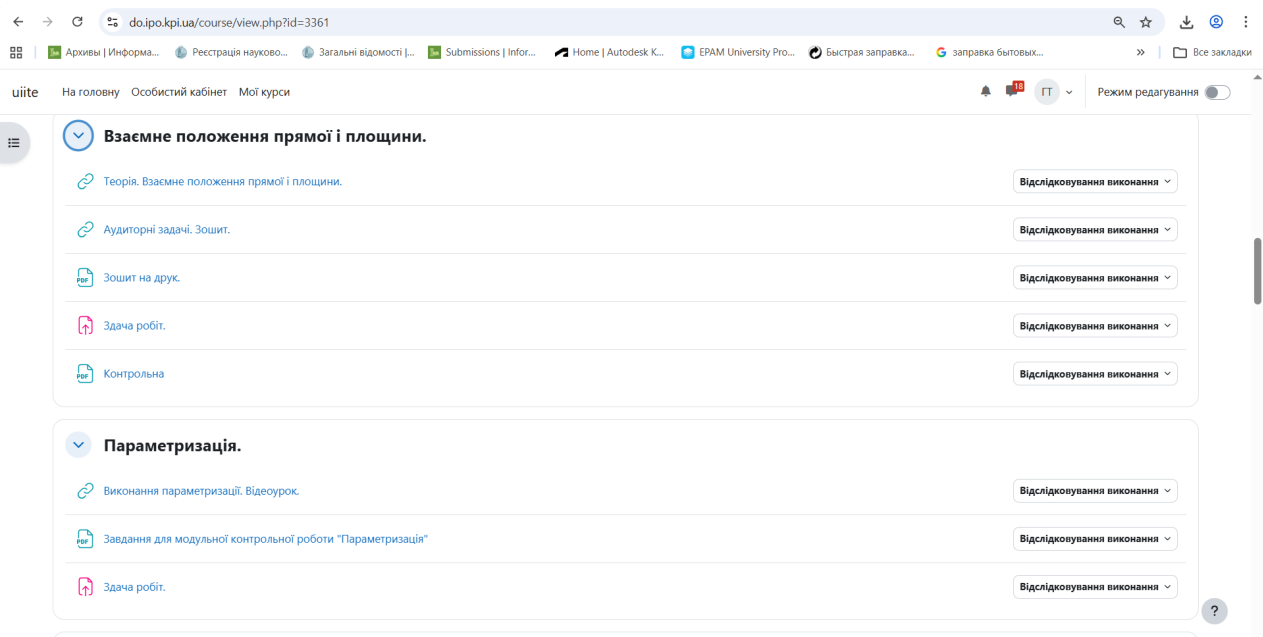 do.ipo.kpi.ua/course/view.php?id=3361
Архивы | Информа... Реєстрація науково... Загальні відомості |... Submissions | Infor... Home | Autodesk K... EPAM University Pro... Быстрая заправка... заправка бытовых... » Все закладки
uiite На головну Особистий кабінет Мої курси 18 ГТ Режим редагування
Взаємне положення прямої і площини.
Теорія. Взаємне положення прямої і площини. Відслідковування виконання
Аудиторні задачі. Зошит. Відслідковування виконання
PDF Зошит на друк. Відслідковування виконання
Здача робіт. Відслідковування виконання
PDF Контрольна Відслідковування виконання
Параметризація.
Виконання параметризації. Відеоурок. Відслідковування виконання
PDF Завдання для модульної контрольної роботи "Параметризація" Відслідковування виконання
Здача робіт. Відслідковування виконання
?